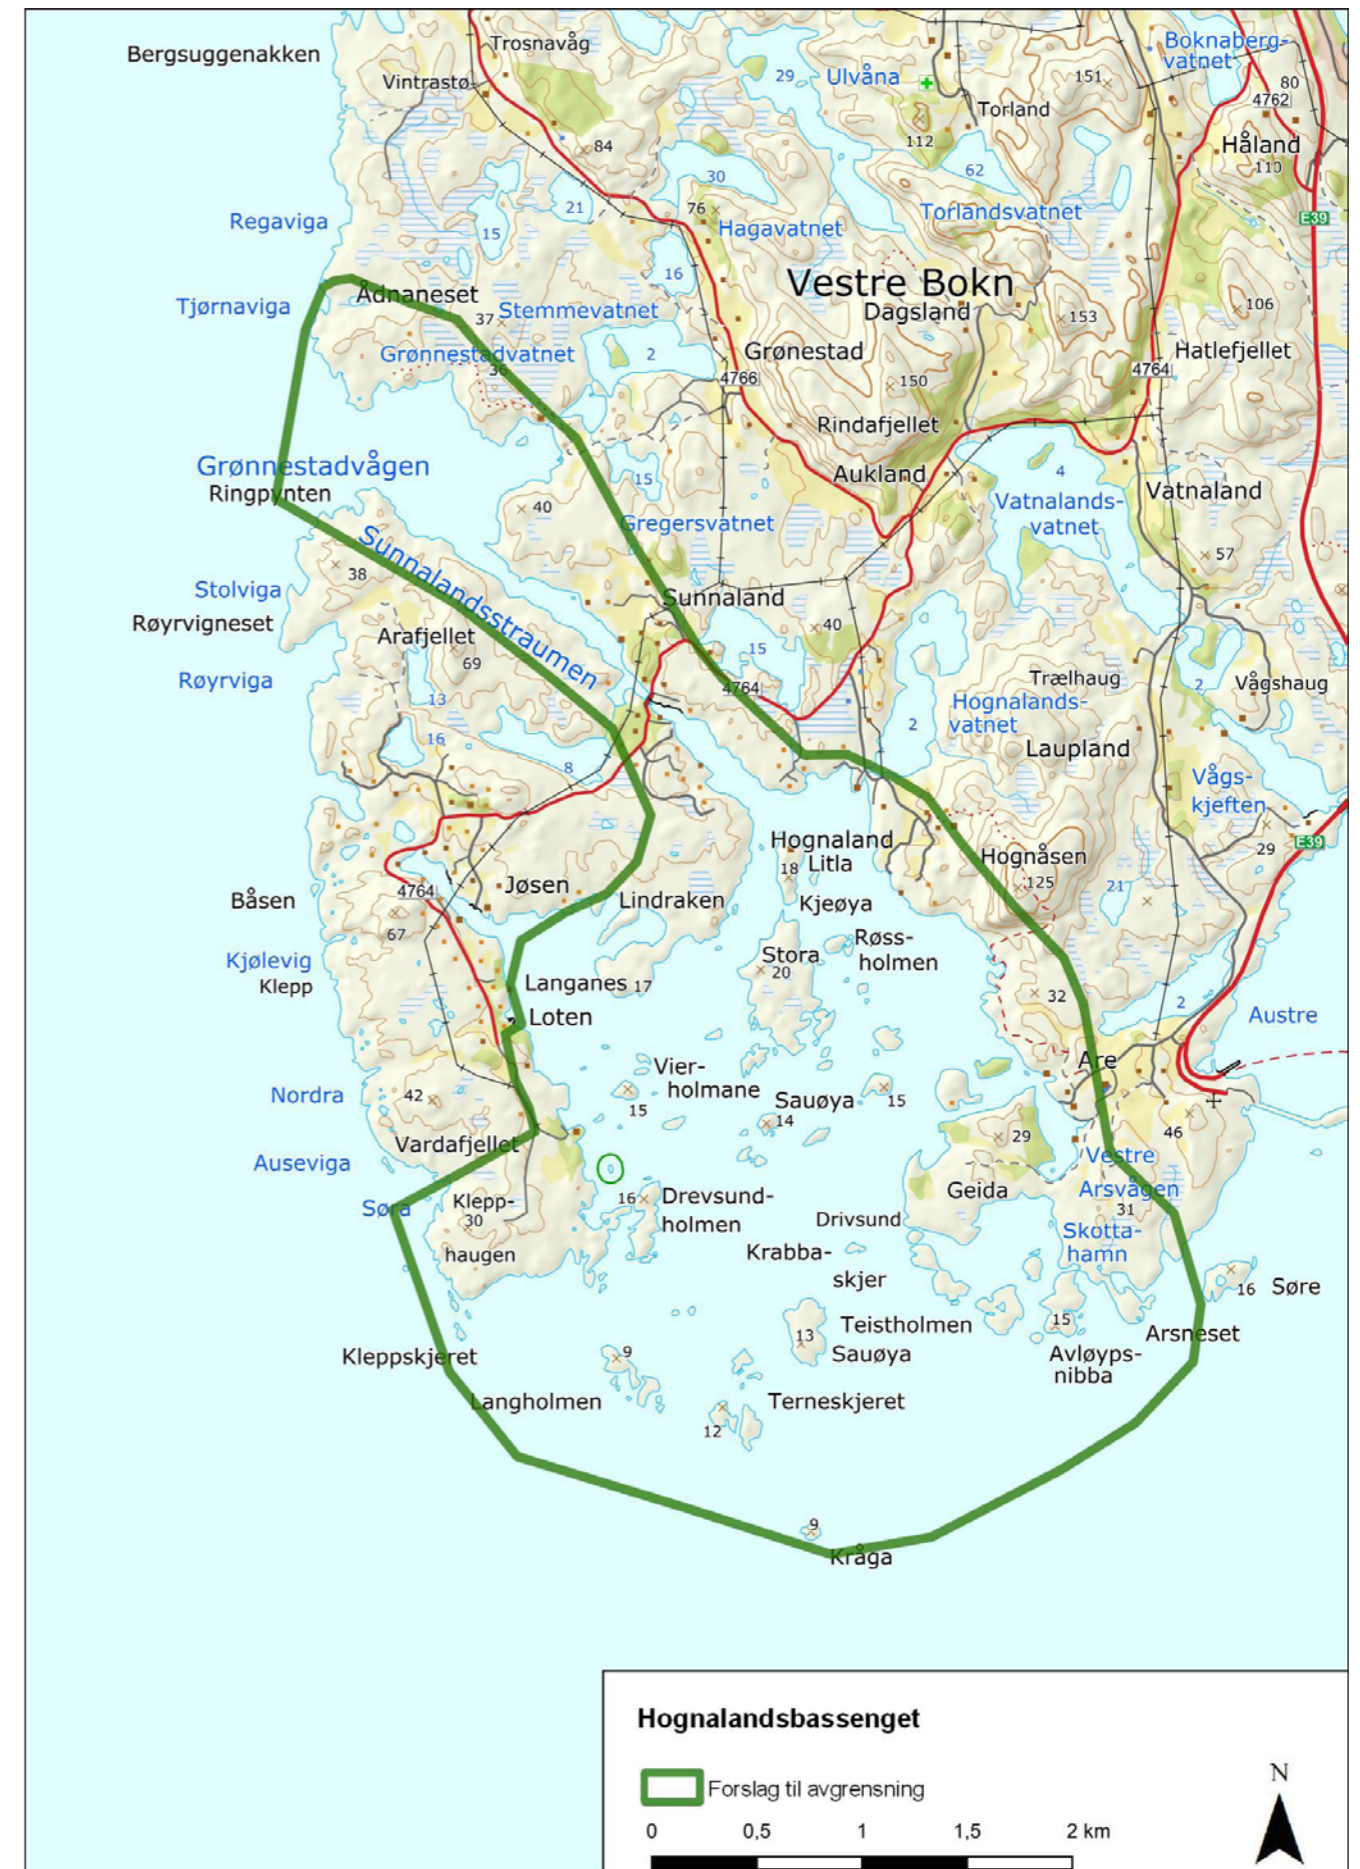 Trosnavåg
Boknaberg-
vatnet
Bergsuggenakken
Vintrastø
29
Ulvåna
151
80
4762
Torland
84
112
Håland
110
62
30
21
76
Torlandsvatnet
Regaviga
15
Hagavatnet
E39
16
Vestre Bokn
Ådnaneset
Tjørnaviga
37
Stemmevatnet
Dagsland
153
106
Grønnestadvatnet
36
2
Grønestad
Hatlefjellet
4766
4764
150
Rindafjellet
Grønnestadvågen
Ringpynten
15
Aukland
4
Vatnaland
40
Gregersvatnet
Vatnalands-
vatnet
Sunnalandsstraumen
57
38
Stolviga
Sunnaland
Røyrvigneset
Arafjellet
40
69
15
Røyrviga
4764
Trælhaug
2
Vågshaug
13
Hognalands-
vatnet
16
2
Laupland
8
Vågs-
kjeften
Hognaland
Litla
18
Hognåsen
29
E39
4764
Jøsen
125
21
Båsen
Lindraken
Kjeøya
67
Røss-
holmen
Stora
20
Kjølevig
Klepp
Langanes
17
32
2
Loten
Austre
Are
Vier-
holmane
Nordra
42
15
Sauøya
15
14
46
Vardafjellet
29
Auseviga
Vestre
Arsvågen
Klepp-
30
haugen
16
Drevsund-
holmen
Geida
31
Søra
Drivsund
Skotta-
hamn
Krabba-
skjer
16
Søre
Teistholmen
15
Arsneset
13
Sauøya
Kleppskjeret
9
Avløyps-
nibba
Langholmen
Terneskjeret
12
9
Kråga
Hognalandsbassenget
Forslag til avgrensning
N
0
0,5
1
1,5
2 km